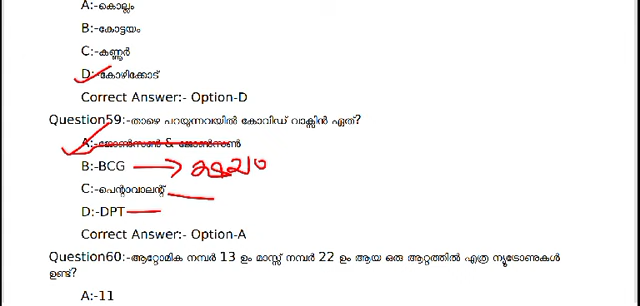 A:-കൊല്ലം
B:-കോട്ടയം
C:-കണ്ണൂർ
D:-കോഴിക്കോട്
Correct Answer:- Option-D
Question59:-താഴെ പറയുന്നവയിൽ കോവിഡ് വാക്സിൻ ഏത്?
A:-ജോൺസൺ & ജോൺസൺ
B:-BCG → ക്ഷയം
C:-പെന്റാവാലന്റ്
D:-DPT
Correct Answer:- Option-A
Question60:-ആറ്റോമിക നമ്പർ 13 ഉം മാസ്സ് നമ്പർ 22 ഉം ആയ ഒരു ആറ്റത്തിൽ എത്ര ന്യൂട്രോണുകൾ
ഉണ്ട്?
A:-11